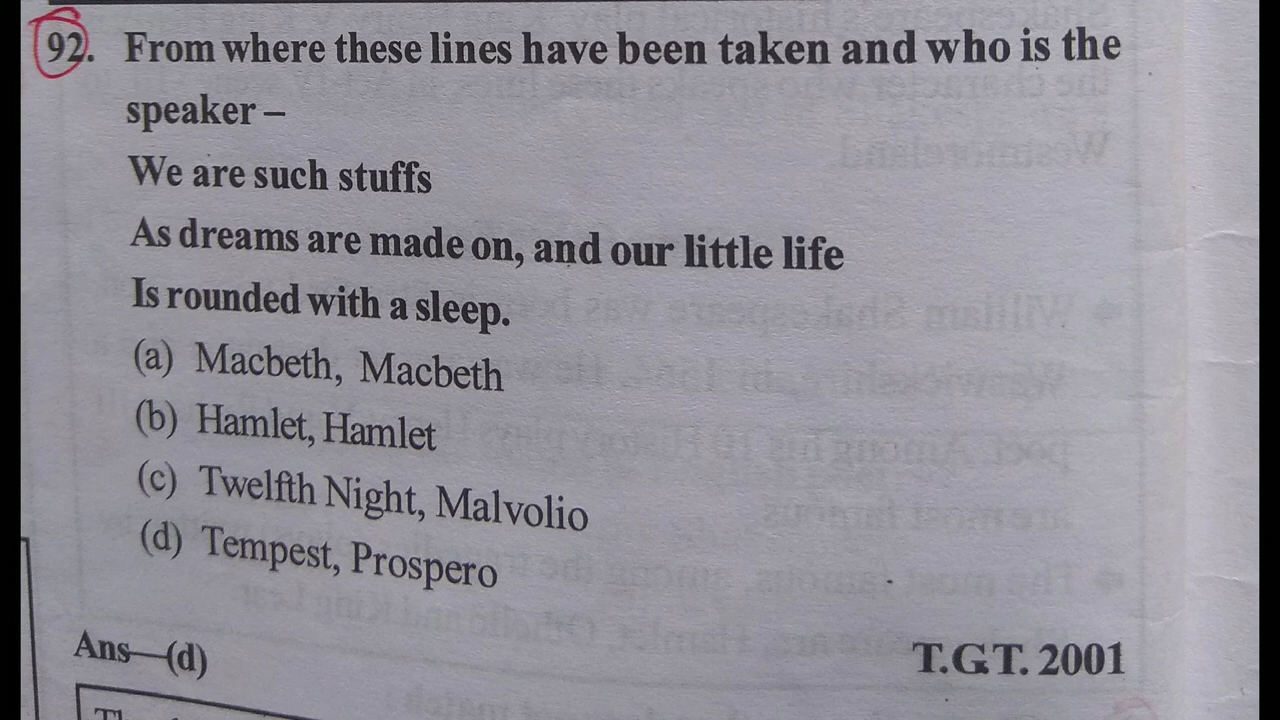 92. From where these lines have been taken and who is the
speaker –
We are such stuffs
As dreams are made on, and our little life
Is rounded with a sleep.
(a) Macbeth, Macbeth
(b) Hamlet, Hamlet
(c) Twelfth Night, Malvolio
(d) Tempest, Prospero
Ans—(d) T.G.T. 2001